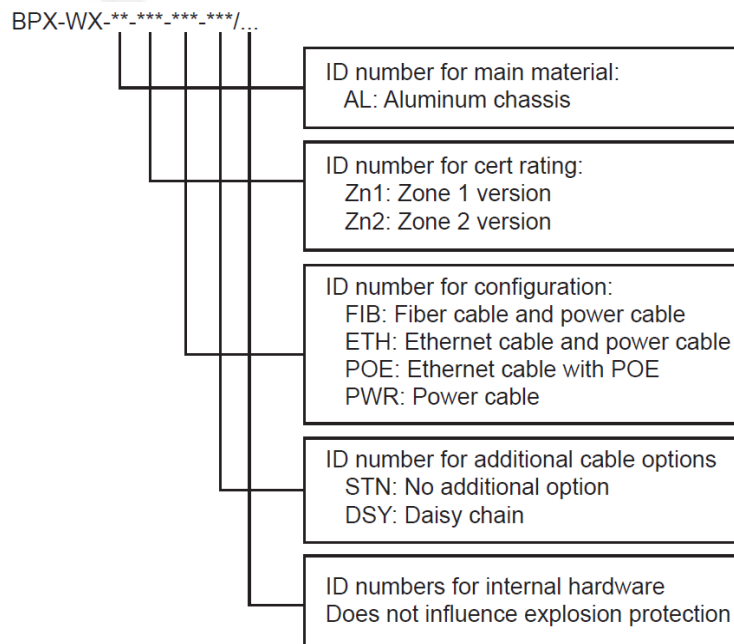 BPX-WX-**-***-***-***/...
ID number for main material:
AL: Aluminum chassis
ID number for cert rating:
Zn1: Zone 1 version
Zn2: Zone 2 version
ID number for configuration:
FIB: Fiber cable and power cable
ETH: Ethernet cable and power cable
POE: Ethernet cable with POE
PWR: Power cable
ID number for additional cable options
STN: No additional option
DSY: Daisy chain
ID numbers for internal hardware
Does not influence explosion protection